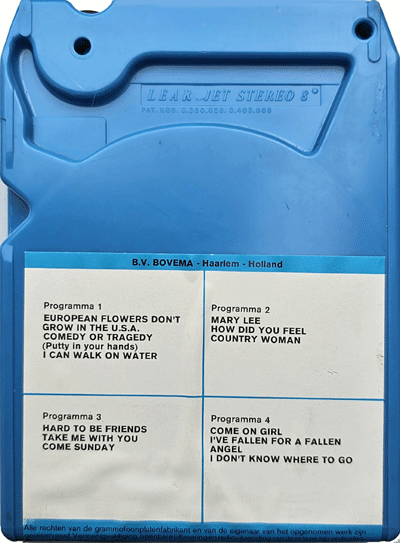 LEAR JET STEREO 8
B.V. BOVEMA - Haarlem - Holland
Programma 1
EUROPEAN FLOWERS DON'T
GROW IN THE U.S.A.
COMEDY OR TRAGEDY
(Putty in your hands)
I CAN WALK ON WATER
Programma 2
MARY LEE
HOW DID YOU FEEL
COUNTRY WOMAN
Programma 3
HARD TO BE FRIENDS
TAKE ME WITH YOU
COME SUNDAY
Programma 4
COME ON GIRL
I'VE FALLEN FOR A FALLEN
ANGEL
I DON'T KNOW WHERE TO GO
Alle rechten van de grammofoonplatenfabrikant en van de eigenaar van het opgenomen werk zijn